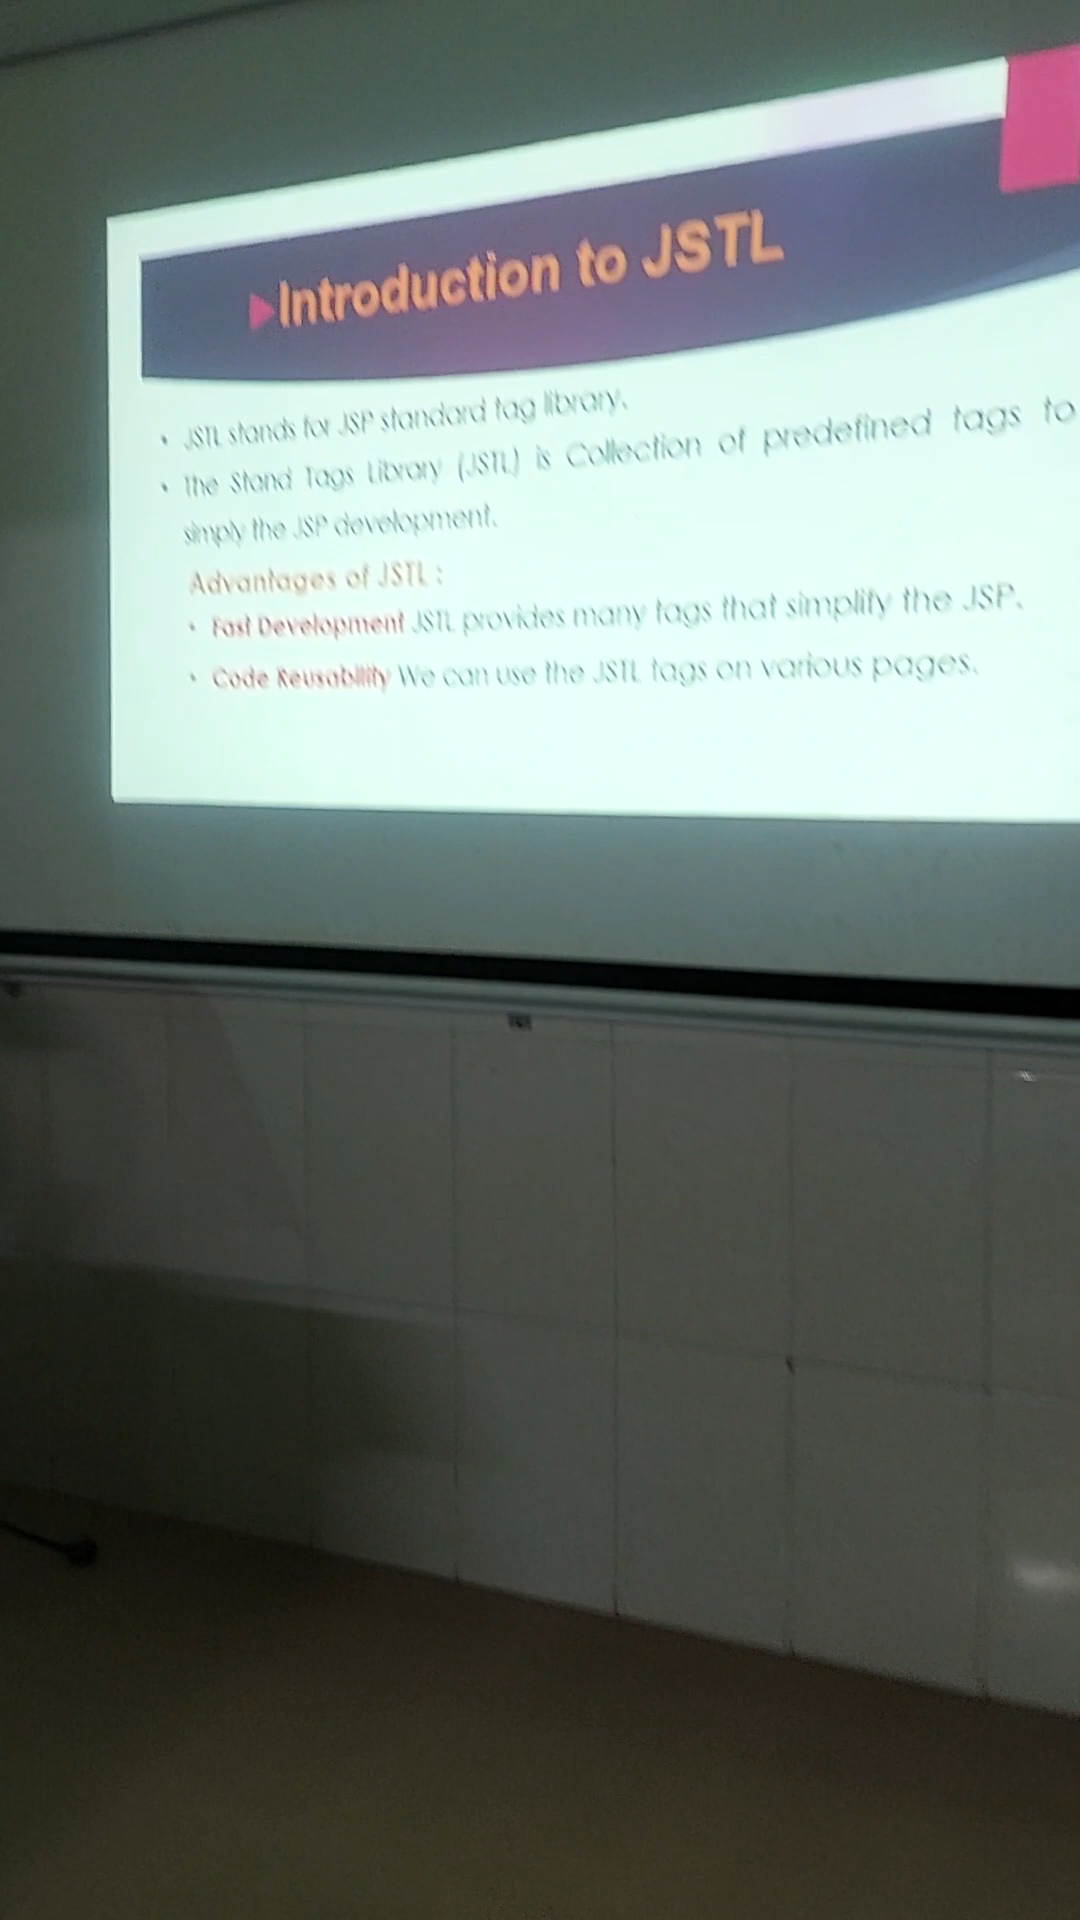 Introduction to JSTL
• JSTL stands for JSP standard tag library.
• The Stand Tags Library (JSTL) is Collection of predefined tags to
simply the JSP development.
Advantages of JSTL :
• Fast Development JSTL provides many tags that simplify the JSP.
• Code Reusability We can use the JSTL tags on various pages.